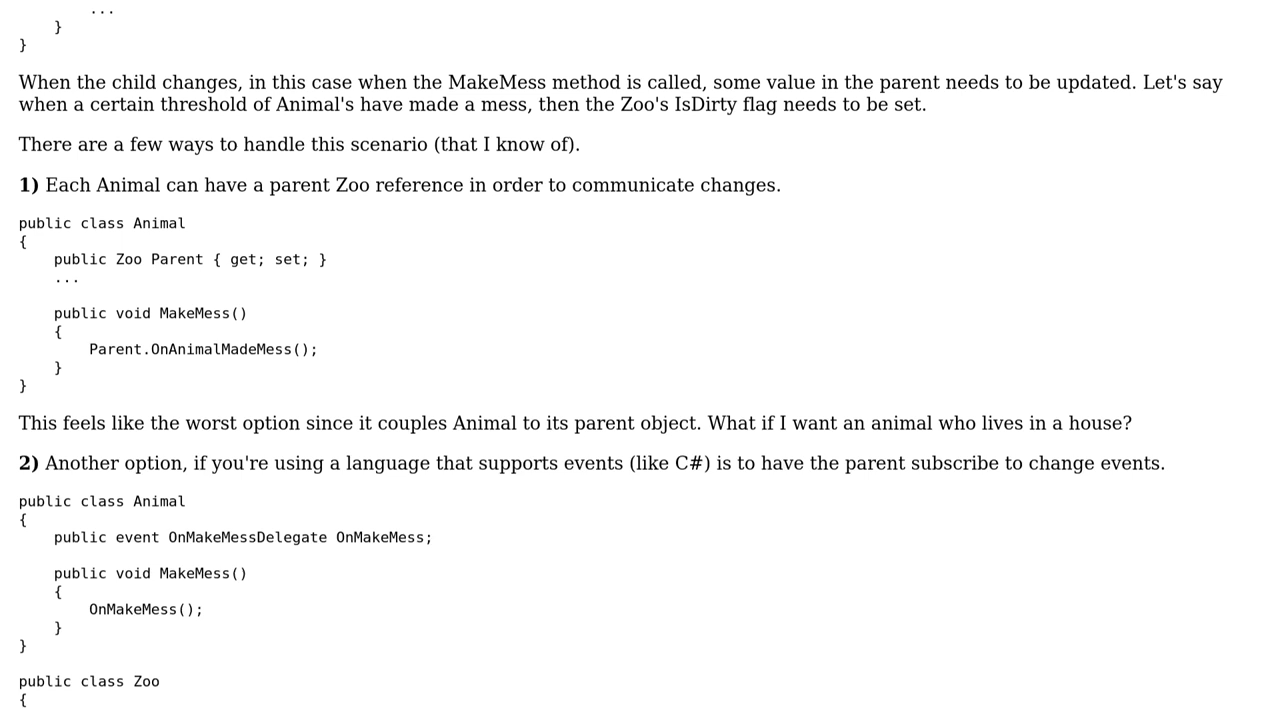 ...
    }
}
When the child changes, in this case when the MakeMess method is called, some value in the parent needs to be updated. Let's say
when a certain threshold of Animal's have made a mess, then the Zoo's IsDirty flag needs to be set.
There are a few ways to handle this scenario (that I know of).
1) Each Animal can have a parent Zoo reference in order to communicate changes.
public class Animal
{
    public Zoo Parent { get; set; }
    ...
    public void MakeMess()
    {
        Parent.OnAnimalMadeMess();
    }
}
This feels like the worst option since it couples Animal to its parent object. What if I want an animal who lives in a house?
2) Another option, if you're using a language that supports events (like C#) is to have the parent subscribe to change events.
public class Animal
{
    public event OnMakeMessDelegate OnMakeMess;
    public void MakeMess()
    {
        OnMakeMess();
    }
}
public class Zoo
{